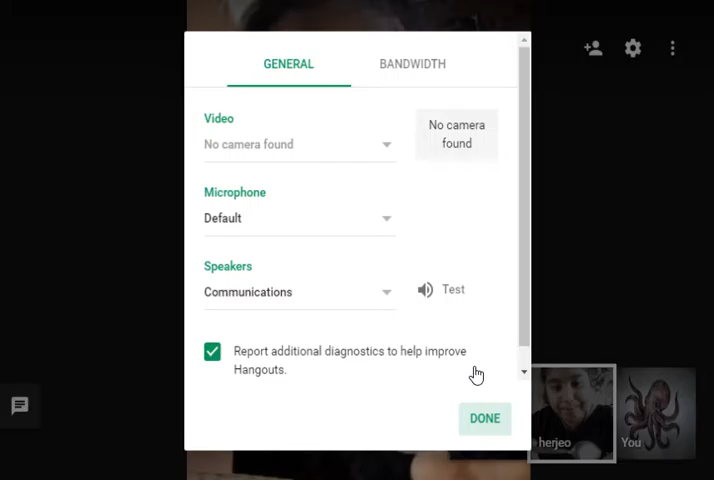 GENERAL
BANDWIDTH
Video
No camera found
No camera
found
Microphone
Default
Speakers
Communications
Test
Report additional diagnostics to help improve
Hangouts.
DONE
herjeo
You